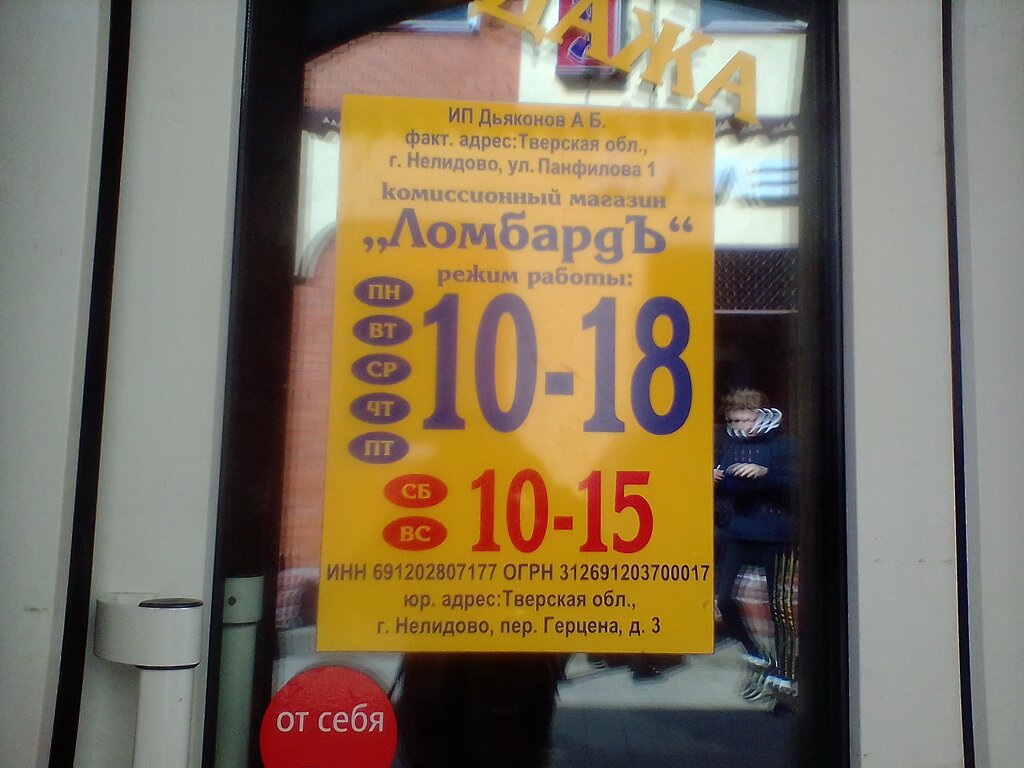 ДАЖА
ИП Дьяконов А Б.
факт. адрес:Тверская обл.,
г. Нелидово, ул. Панфилова 1
комиссионный магазин
„ЛомбардЪ“
режим работы:
ПН
ВТ
СР
ЧТ
ПТ
10-18
СБ
ВС
10-15
ИНН 691202807177 ОГРН 312691203700017
юр. адрес:Тверская обл.,
г. Нелидово, пер. Герцена, д. 3
от себя